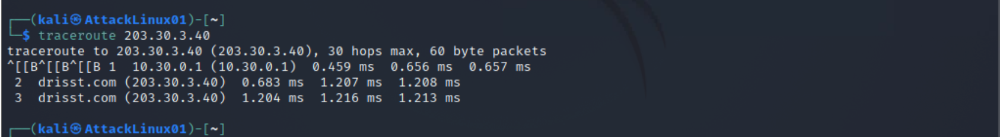 ┌──(kali㉿AttackLinux01)-[~]
└─$ traceroute 203.30.3.40
traceroute to 203.30.3.40 (203.30.3.40), 30 hops max, 60 byte packets
^[[B^[[B^[[B 1  10.30.0.1 (10.30.0.1)  0.459 ms  0.656 ms  0.657 ms
 2  drisst.com (203.30.3.40)  0.683 ms  1.207 ms  1.208 ms
 3  drisst.com (203.30.3.40)  1.204 ms  1.216 ms  1.213 ms
┌──(kali㉿AttackLinux01)-[~]